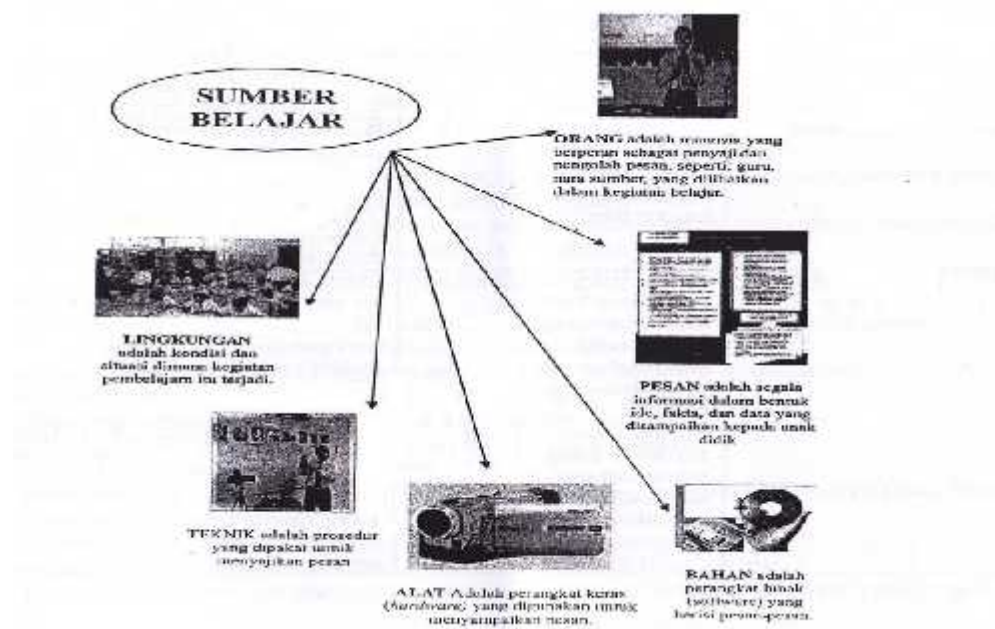 SUMBER
BELAJAR
ORANG adalah manusia yang
berperan sebagai penyaji dan
pengolah pesan, seperti, guru,
nara sumber, yang dilibatkan
dalam kegiatan belajar.
LINGKUNGAN
adalah kondisi dan
situasi dimana kegiatan
pembelajaran itu terjadi.
PESAN adalah segala
informasi dalam bentuk
ide, fakta, dan data yang
disampaikan kepada anak
didik
TEKNIK adalah prosedur
yang dipakai untuk
menyajikan pesan
ALAT Adalah perangkat keras
(hardware) yang digunakan untuk
menyampaikan pesan.
BAHAN adalah
perangkat lunak
(software) yang
berisi pesan-pesan.